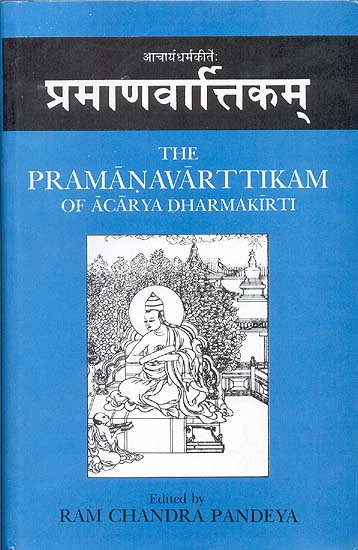 आचार्यधर्मकीर्तेः
प्रमाणवार्त्तिकम्
THE
PRAMĀṆAVĀRTTIKAM
OF ĀCĀRYA DHARMAKĪRTI
Edited by
RAM CHANDRA PANDEYA